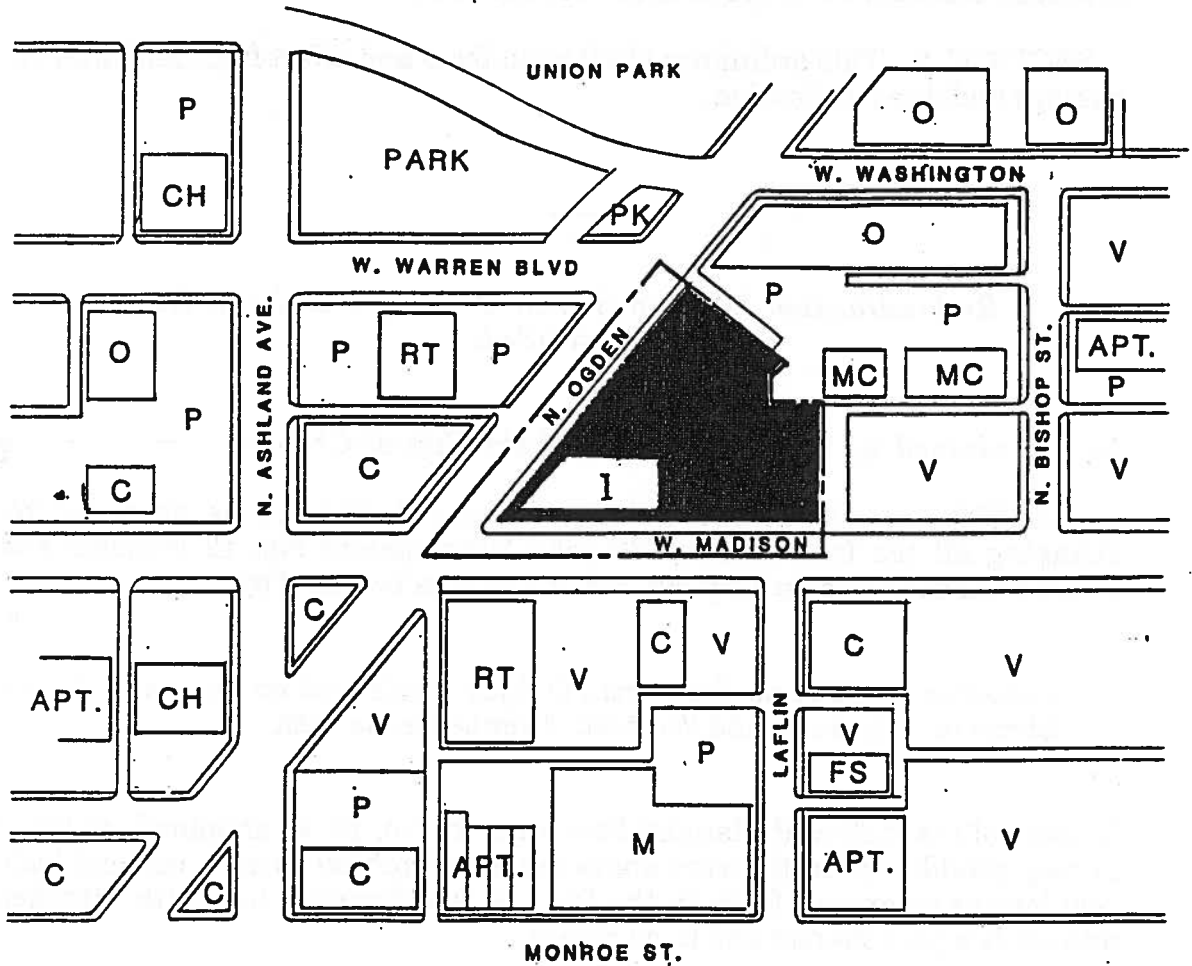 UNION PARK
P
O
O
PARK
CH
W. WASHINGTON
PK
O
V
W. WARREN BLVD
P
N. ASHLAND AVE.
O
P
RT
P
N. OGDEN
P
MC
MC
N. BISHOP ST.
APT.
P
P
C
C
1
V
V
W. MADISON
C
RT
V
C
V
C
V
APT.
CH
V
LAFLIN
V
FS
P
P
M
V
C
C
C
APT.
APT.
MONROE ST.